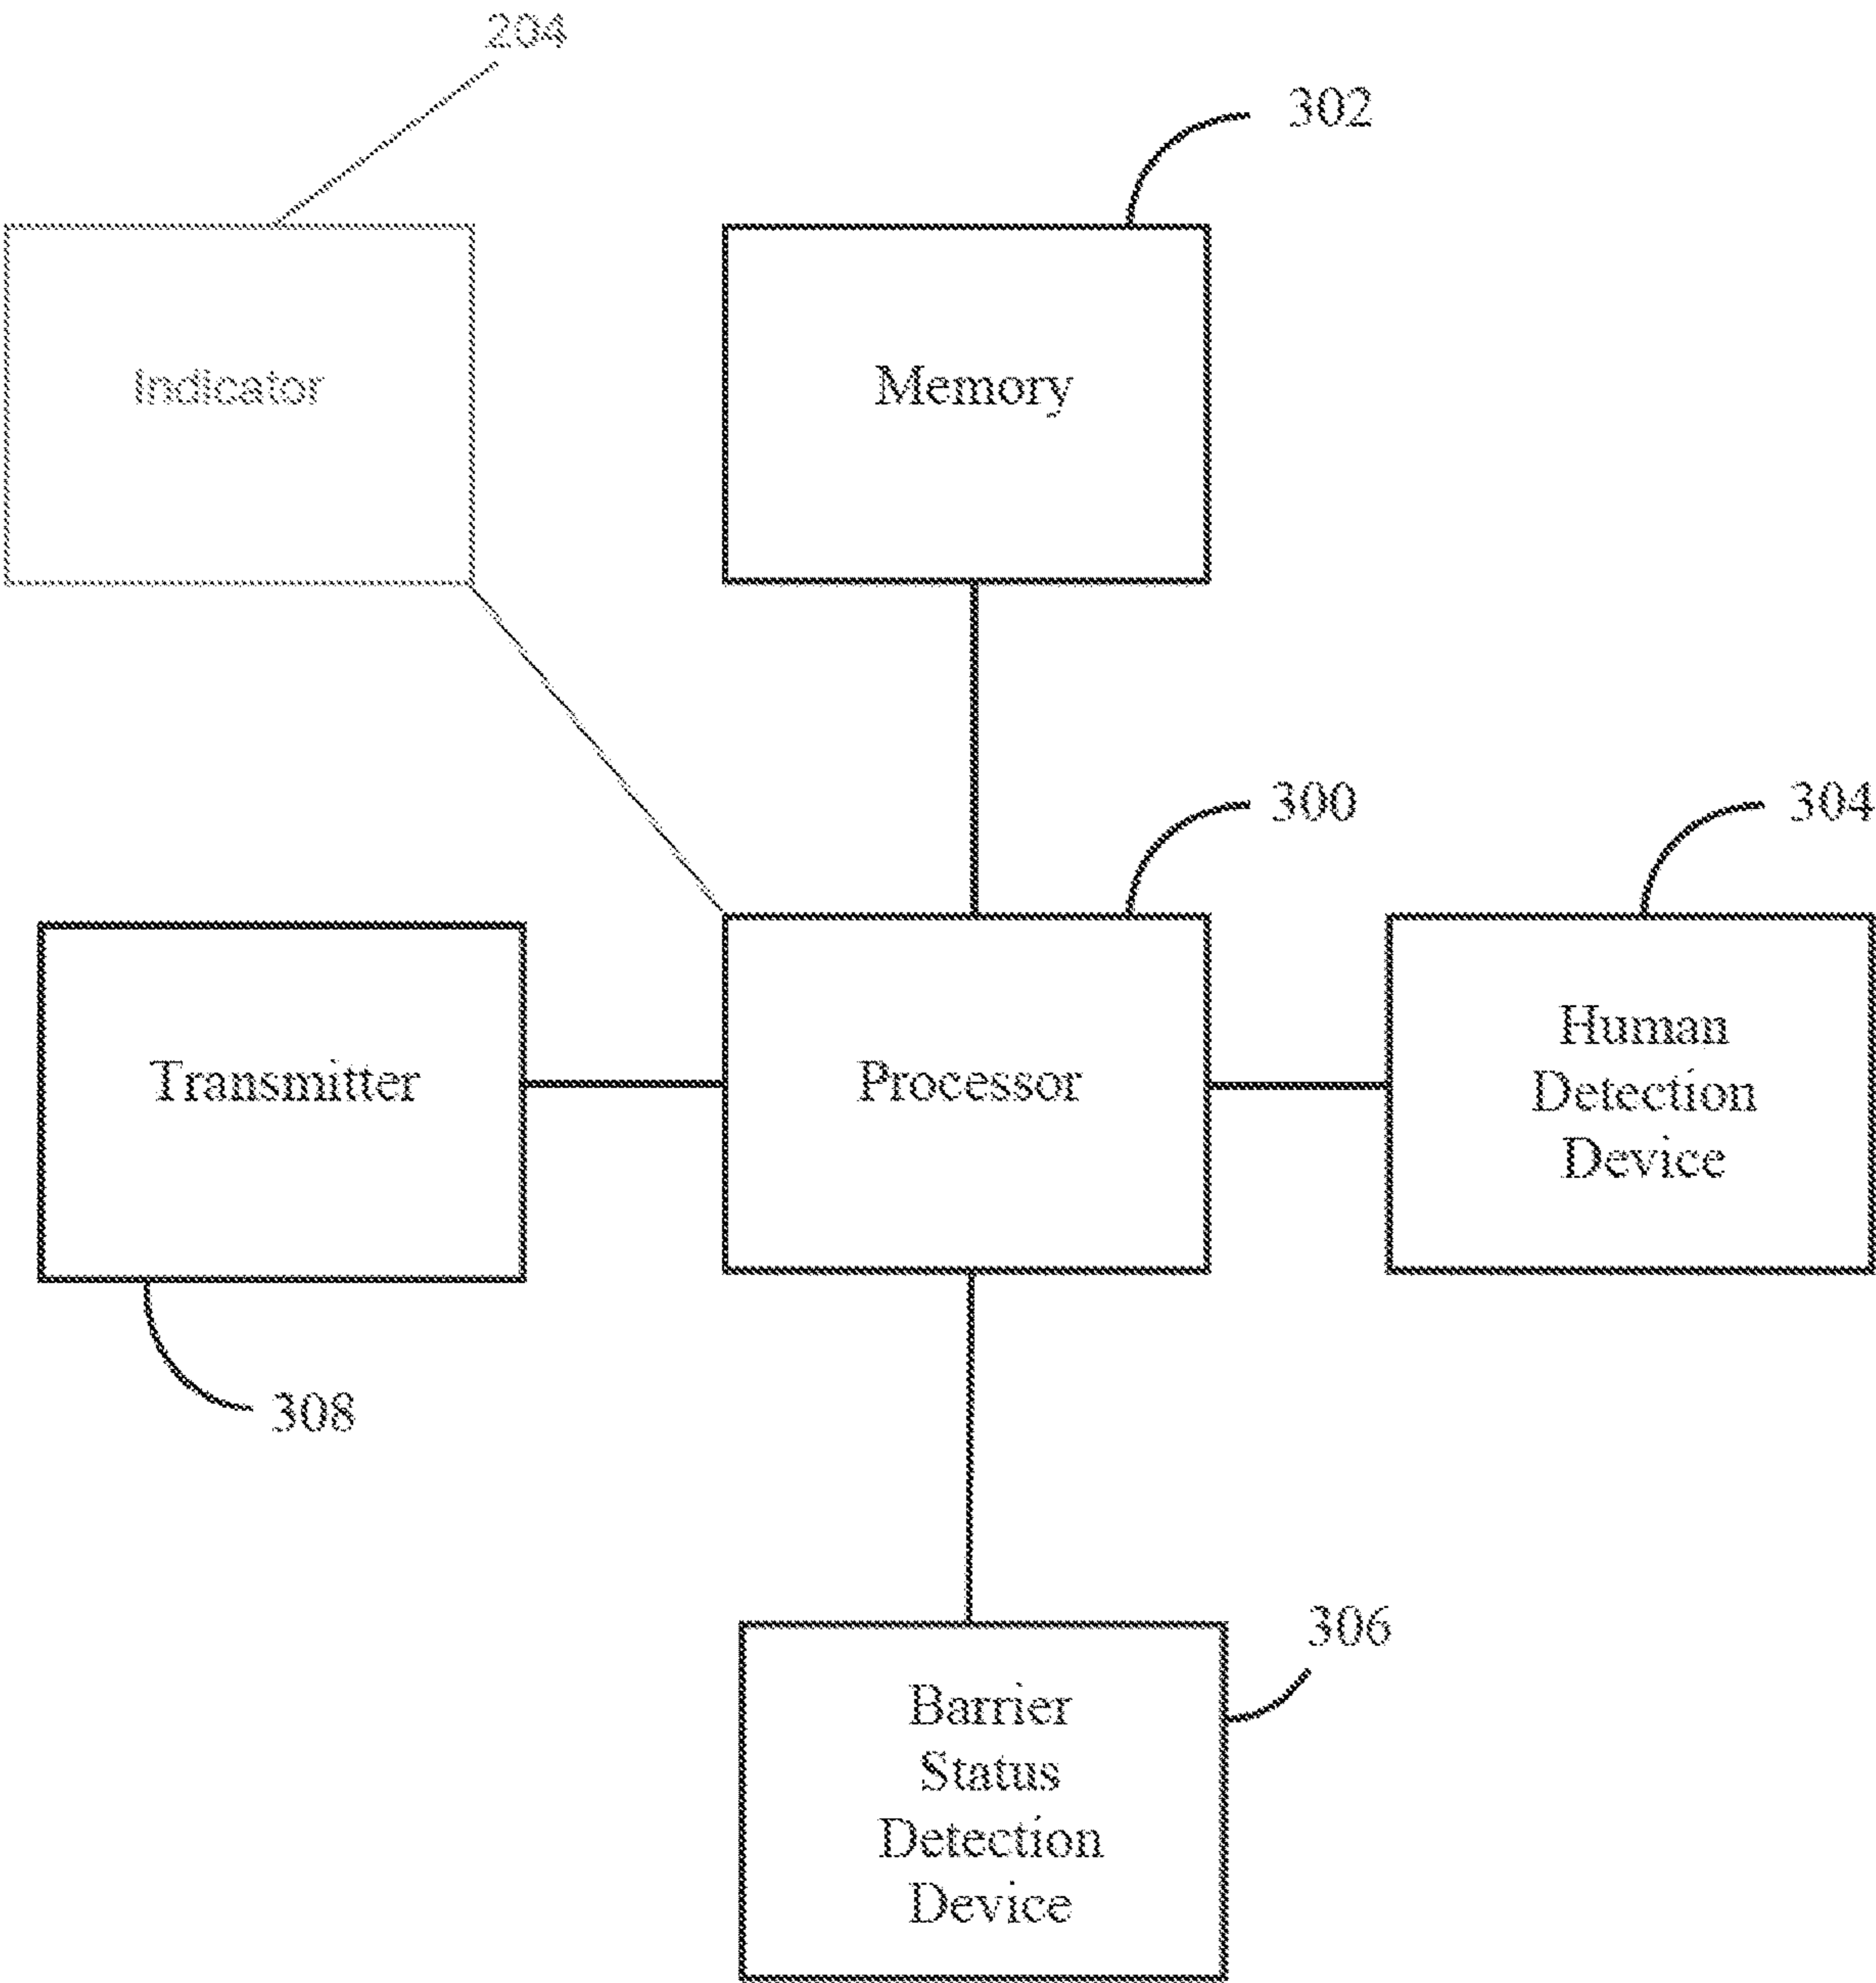 204
302
Indicator
Memory
300
304
Transmitter
Processor
Human
Detection
Device
308
306
Barrier
Status
Detection
Device